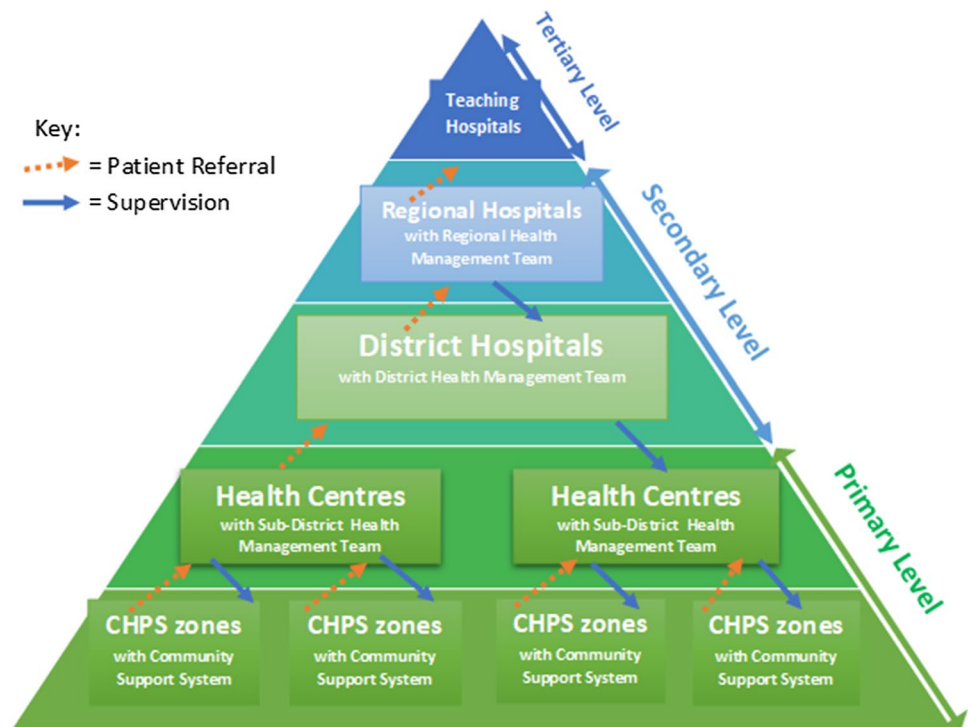 Tertiary Level
Teaching
Hospitals
Key:
= Patient Referral
= Supervision
Secondary Level
Regional Hospitals
with Regional Health
Management Team
District Hospitals
with District Health Management Team
Primary Level
Health Centres
with Sub-District Health
Management Team
Health Centres
with Sub-District Health
Management Team
CHPS zones
with Community
Support System
CHPS zones
with Community
Support System
CHPS zones
with Community
Support System
CHPS zones
with Community
Support System